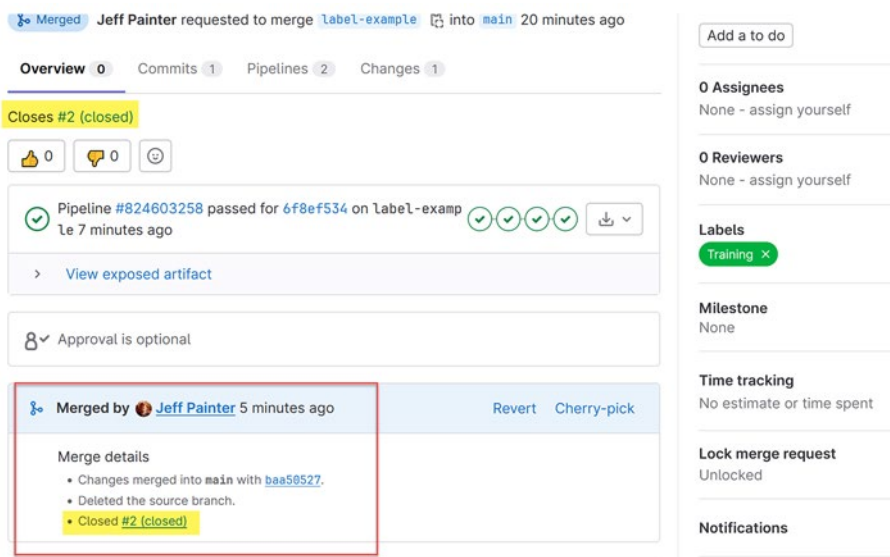 Merged Jeff Painter requested to merge label-example into main 20 minutes ago
Overview 0 Commits 1 Pipelines 2 Changes 1
Closes #2 (closed)
0 0
Pipeline #824603258 passed for 6f8ef534 on label-examp
le 7 minutes ago
View exposed artifact
Approval is optional
Merged by Jeff Painter 5 minutes ago Revert Cherry-pick
Merge details
• Changes merged into main with baa50527.
• Deleted the source branch.
• Closed #2 (closed)
Add a to do
0 Assignees
None - assign yourself
0 Reviewers
None - assign yourself
Labels
Training ×
Milestone
None
Time tracking
No estimate or time spent
Lock merge request
Unlocked
Notifications